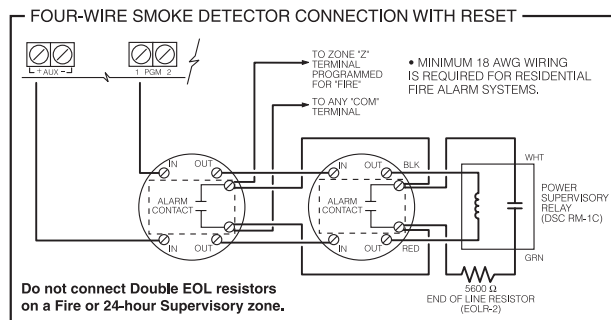 FOUR-WIRE SMOKE DETECTOR CONNECTION WITH RESET
+ AUX -
1 PGM 2
TO ZONE "Z"
TERMINAL
PROGRAMMED
FOR "FIRE"
TO ANY "COM"
TERMINAL
• MINIMUM 18 AWG WIRING
IS REQUIRED FOR RESIDENTIAL
FIRE ALARM SYSTEMS.
IN OUT
IN OUT
BLK
WHT
ALARM
CONTACT
ALARM
CONTACT
POWER
SUPERVISORY
RELAY
(DSC RM-1C)
IN OUT
IN OUT
RED
GRN
5600 Ω
END OF LINE RESISTOR
(EOLR-2)
Do not connect Double EOL resistors
on a Fire or 24-hour Supervisory zone.